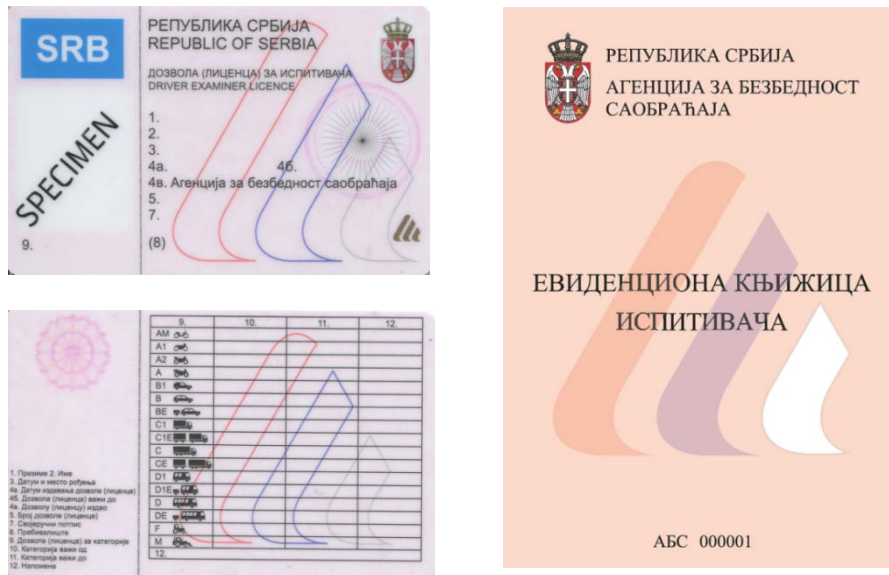 SRB
РЕПУБЛИКА СРБИЈА
REPUBLIC OF SERBIA
ДОЗВОЛА (ЛИЦЕНЦА) ЗА ИСПИТИВАЧА
DRIVER EXAMINER LICENCE
SPECIMEN
1.
2.
3.
4а. 4б.
4в. Агенција за безбедност саобраћаја
5.
7.
9.
(8)
9. 10. 11. 12.
AM
A1
A2
A
B1
B
BE
C1
C1E
C
CE
D1
D1E
D
DE
F
M
12.
1. Презиме 2. Име
3. Датум и место рођења
4а. Датум издавања дозволе (лиценце)
4б. Дозвола (лиценца) важи до
4в. Дозволу (лиценцу) издао
5. Број дозволе (лиценце)
7. Својеручни потпис
8. Пребивалиште
9. Дозвола (лиценца) за категорије
10. Категорија важи од
11. Категорија важи до
12. Напомена
РЕПУБЛИКА СРБИЈА
АГЕНЦИЈА ЗА БЕЗБЕДНОСТ
САОБРАЋАЈА
ЕВИДЕНЦИОНА КЊИЖИЦА
ИСПИТИВАЧА
АБС 000001